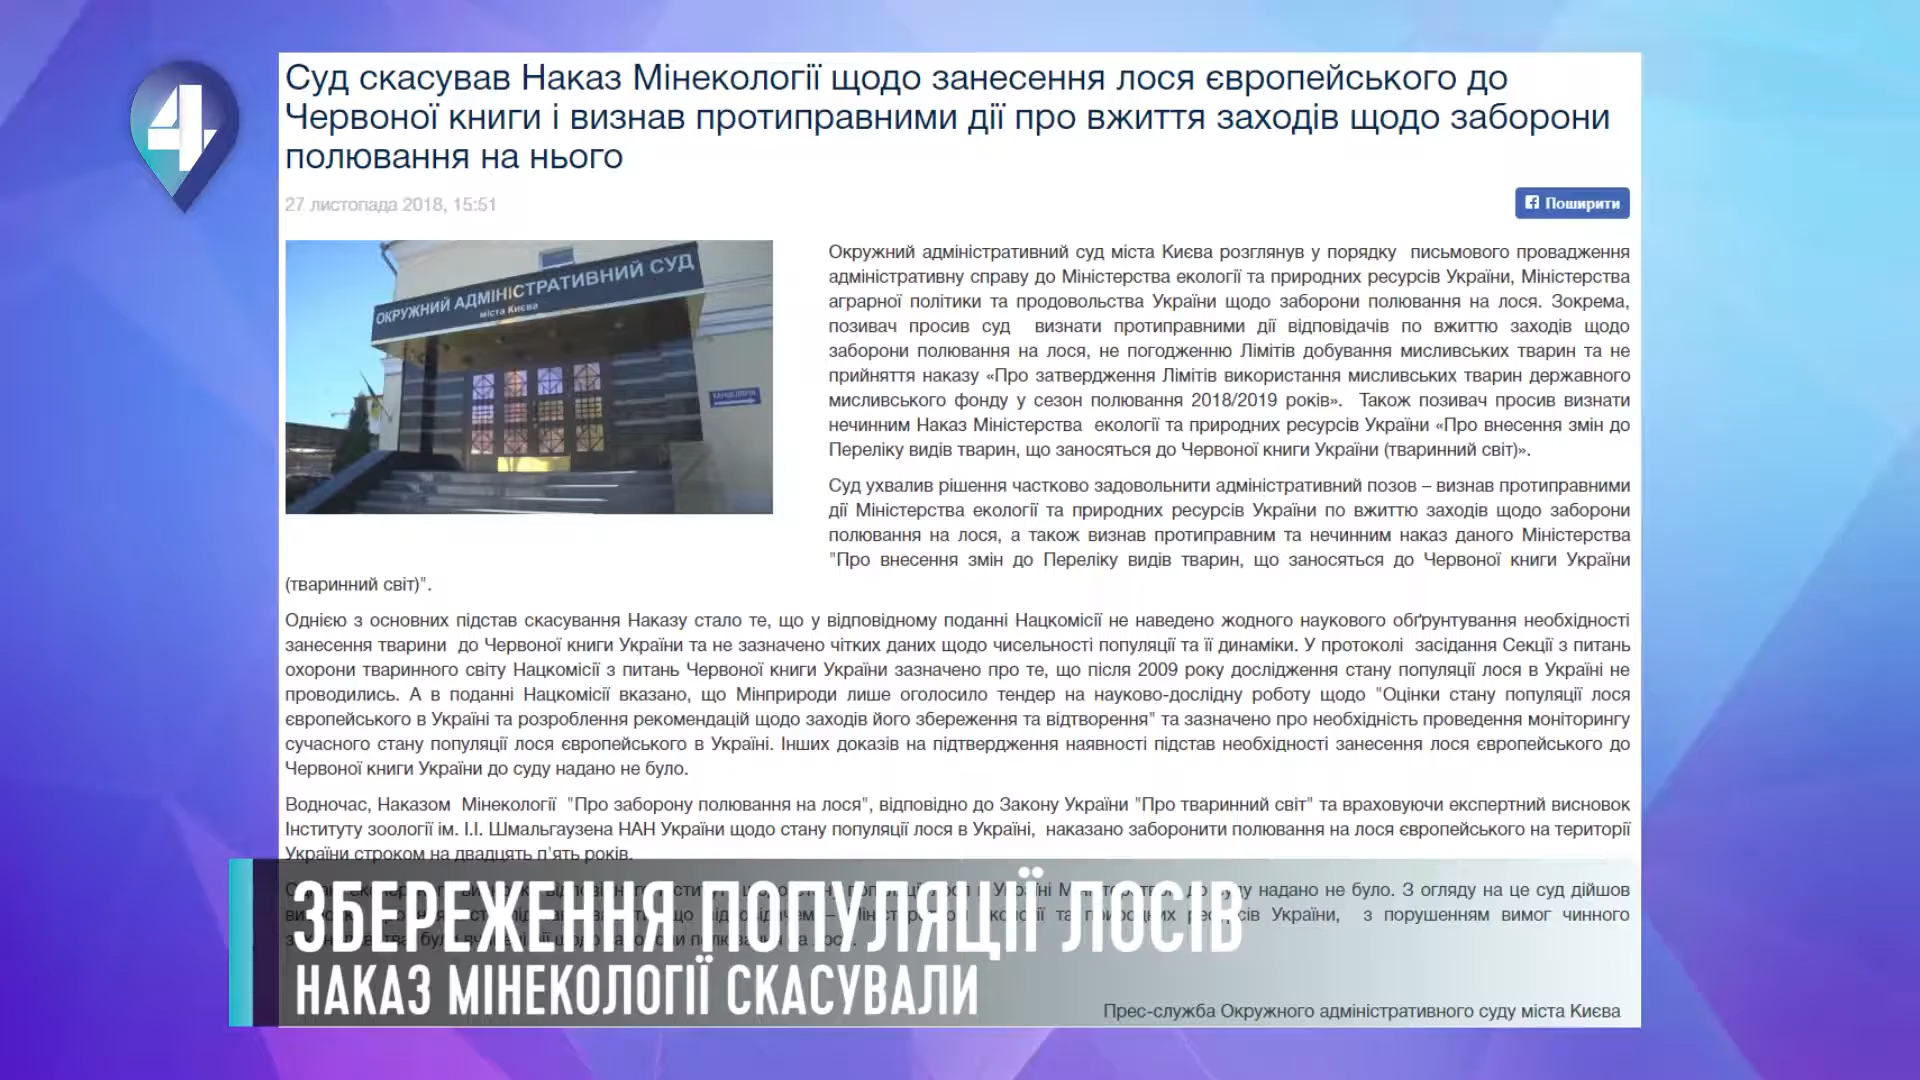 4
Суд скасував Наказ Мінекології щодо занесення лося європейського до
Червоної книги і визнав протиправними дії про вжиття заходів щодо заборони
полювання на нього
27 листопада 2018, 15:51
Поширити
ОКРУЖНИЙ АДМІНІСТРАТИВНИЙ СУД
міста Києва
Окружний адміністративний суд міста Києва розглянув у порядку письмового провадження
адміністративну справу до Міністерства екології та природних ресурсів України, Міністерства
аграрної політики та продовольства України щодо заборони полювання на лося. Зокрема,
позивач просив суд визнати протиправними дії відповідачів по вжиттю заходів щодо
заборони полювання на лося, не погодженню Лімітів добування мисливських тварин та не
прийняття наказу «Про затвердження Лімітів використання мисливських тварин державного
мисливського фонду у сезон полювання 2018/2019 років». Також позивач просив визнати
нечинним Наказ Міністерства екології та природних ресурсів України «Про внесення змін до
Переліку видів тварин, що заносяться до Червоної книги України (тваринний світ)».
Суд ухвалив рішення частково задовольнити адміністративний позов – визнав протиправними
дії Міністерства екології та природних ресурсів України по вжиттю заходів щодо заборони
полювання на лося, а також визнав протиправним та нечинним наказ даного Міністерства
"Про внесення змін до Переліку видів тварин, що заносяться до Червоної книги України
(тваринний світ)".
Однією з основних підстав скасування Наказу стало те, що у відповідному поданні Нацкомісії не наведено жодного наукового обґрунтування необхідності
занесення тварини до Червоної книги України та не зазначено чітких даних щодо чисельності популяції та її динаміки. У протоколі засідання Секції з питань
охорони тваринного світу Нацкомісії з питань Червоної книги України зазначено про те, що після 2009 року дослідження стану популяції лося в Україні не
проводились. А в поданні Нацкомісії вказано, що Мінприроди лише оголосило тендер на науково-дослідну роботу щодо "Оцінки стану популяції лося
європейського в Україні та розроблення рекомендацій щодо заходів його збереження та відтворення" та зазначено про необхідність проведення моніторингу
сучасного стану популяції лося європейського в Україні. Інших доказів на підтвердження наявності підстав необхідності занесення лося європейського до
Червоної книги України до суду надано не було.
Водночас, Наказом Мінекології "Про заборону полювання на лося", відповідно до Закону України "Про тваринний світ" та враховуючи експертний висновок
Інституту зоології ім. І.І. Шмальгаузена НАН України щодо стану популяції лося в Україні, наказано заборонити полювання на лося європейського на території
України строком на двадцять п'ять років.
надано не було. З огляду на це суд дійшов
України, з порушенням вимог чинного
ЗБЕРЕЖЕННЯ ПОПУЛЯЦІЇ ЛОСІВ
НАКАЗ МІНЕКОЛОГІЇ СКАСУВАЛИ
Прес-служба Окружного адміністративного суду міста Києва